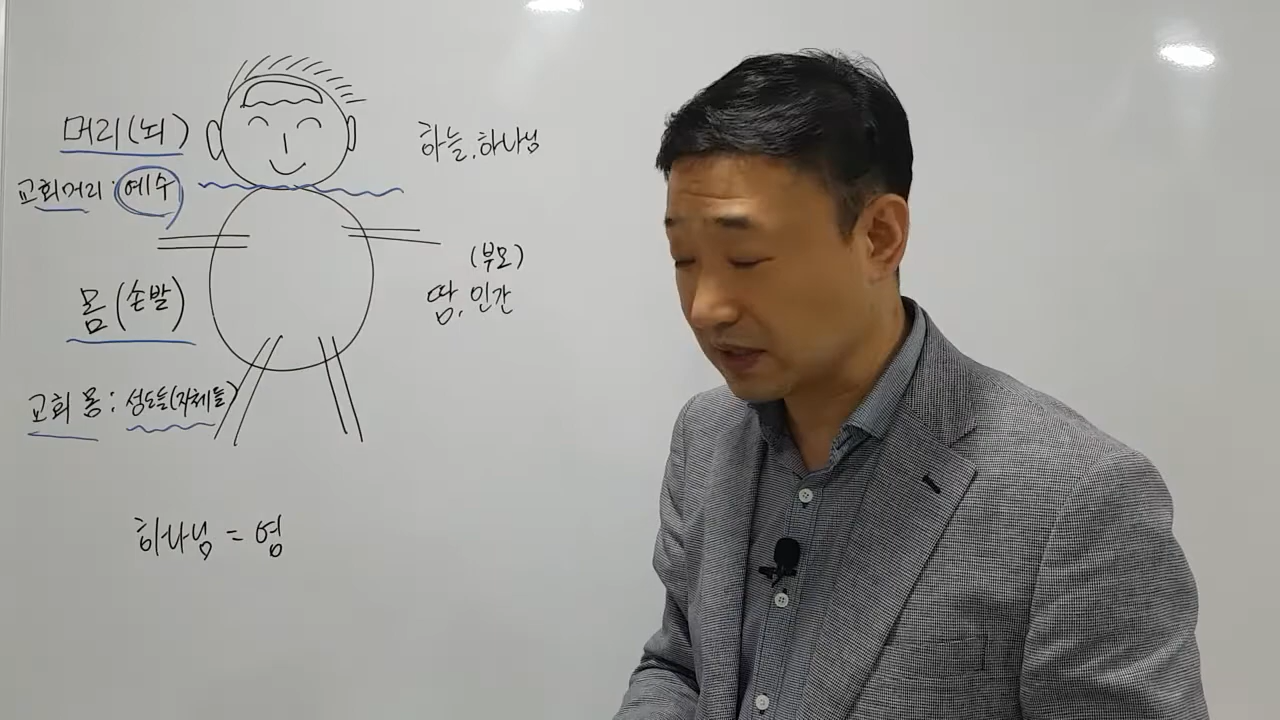 머리(뇌)
하늘, 하나님
교회머리: 예수
(부모)
땅, 인간
몸(손발)
교회 몸: 성도들(지체들)
하나님 = 영